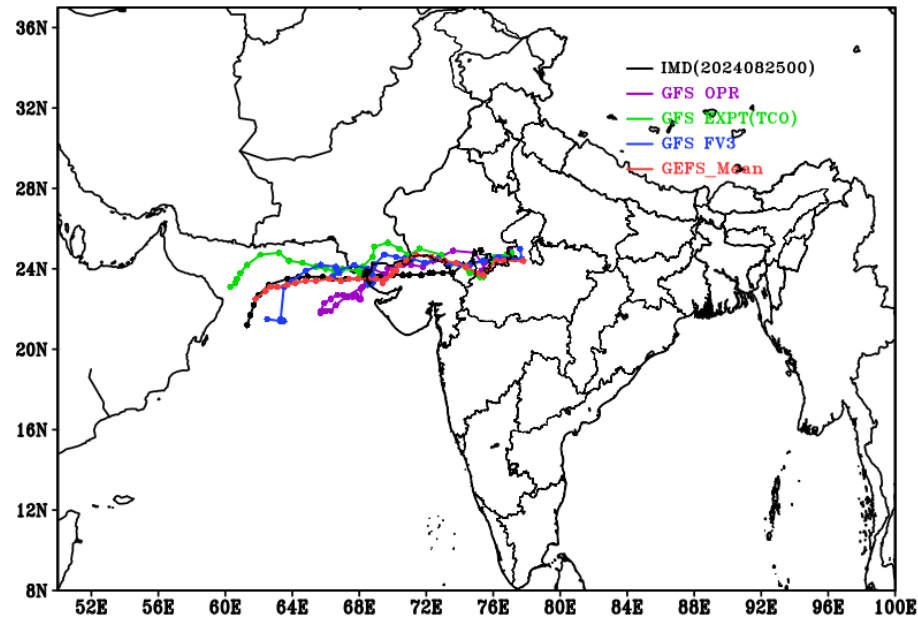 36N
IMD(2024082500)
GFS OPR
32N
GFS EXPT(TCO)
GFS FV3
GEFS_Mean
28N
24N
20N
16N
12N
8N
52E 56E 60E 64E 68E 72E 76E 80E 84E 88E 92E 96E 100E